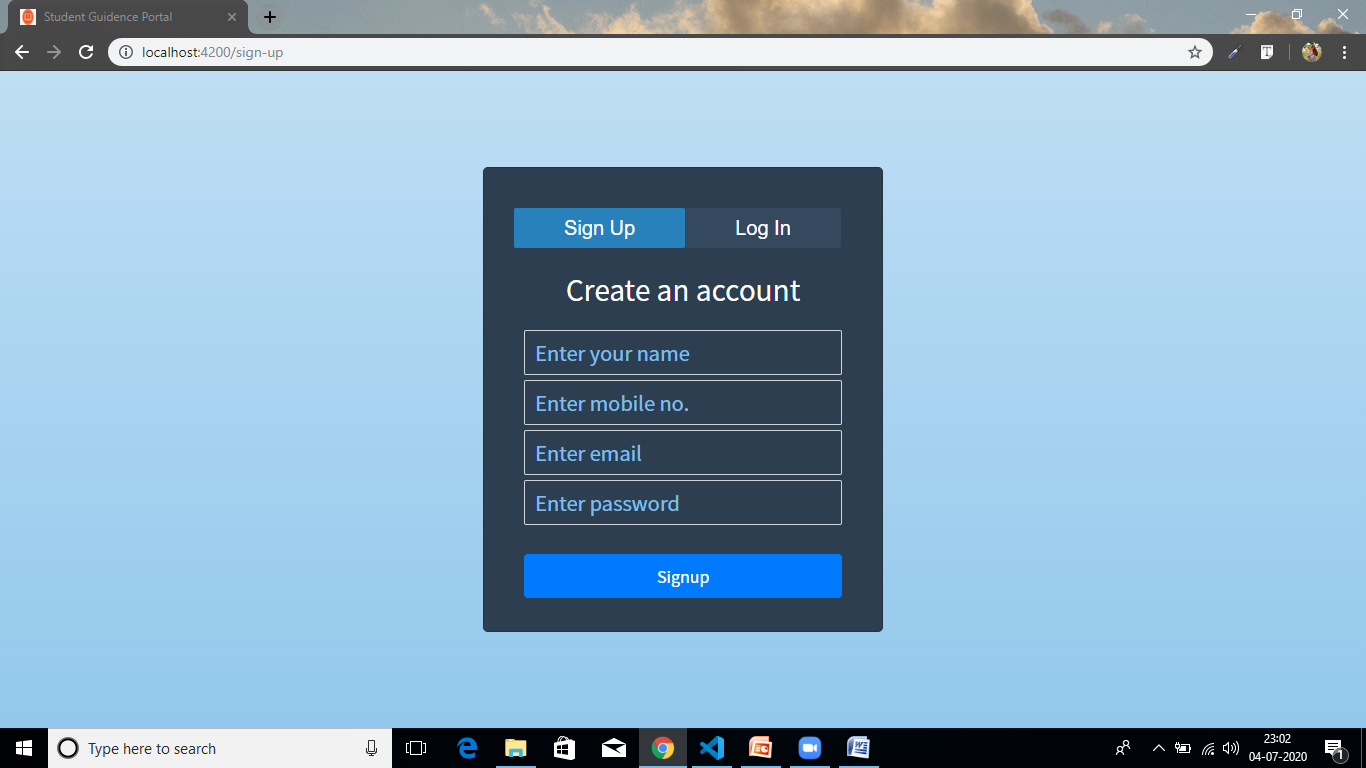 Student Guidence Portal
localhost:4200/sign-up
Sign Up
Log In
Create an account
Enter your name
Enter mobile no.
Enter email
Enter password
Signup
Type here to search
23:02
04-07-2020
1